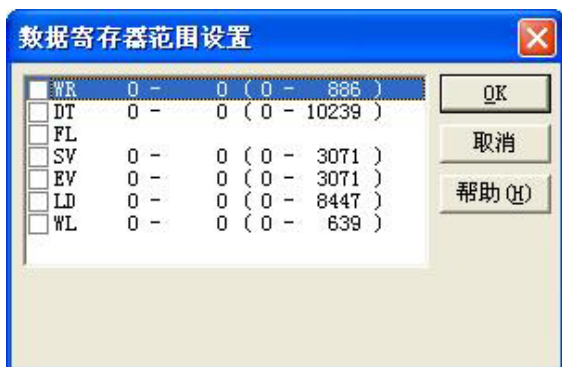 数据寄存器范围设置
WR 0 - 0 ( 0 - 886 )
DT 0 - 0 ( 0 - 10239 )
FL
SV 0 - 0 ( 0 - 3071 )
EV 0 - 0 ( 0 - 3071 )
LD 0 - 0 ( 0 - 8447 )
WL 0 - 0 ( 0 - 639 )
OK
取消
帮助(H)